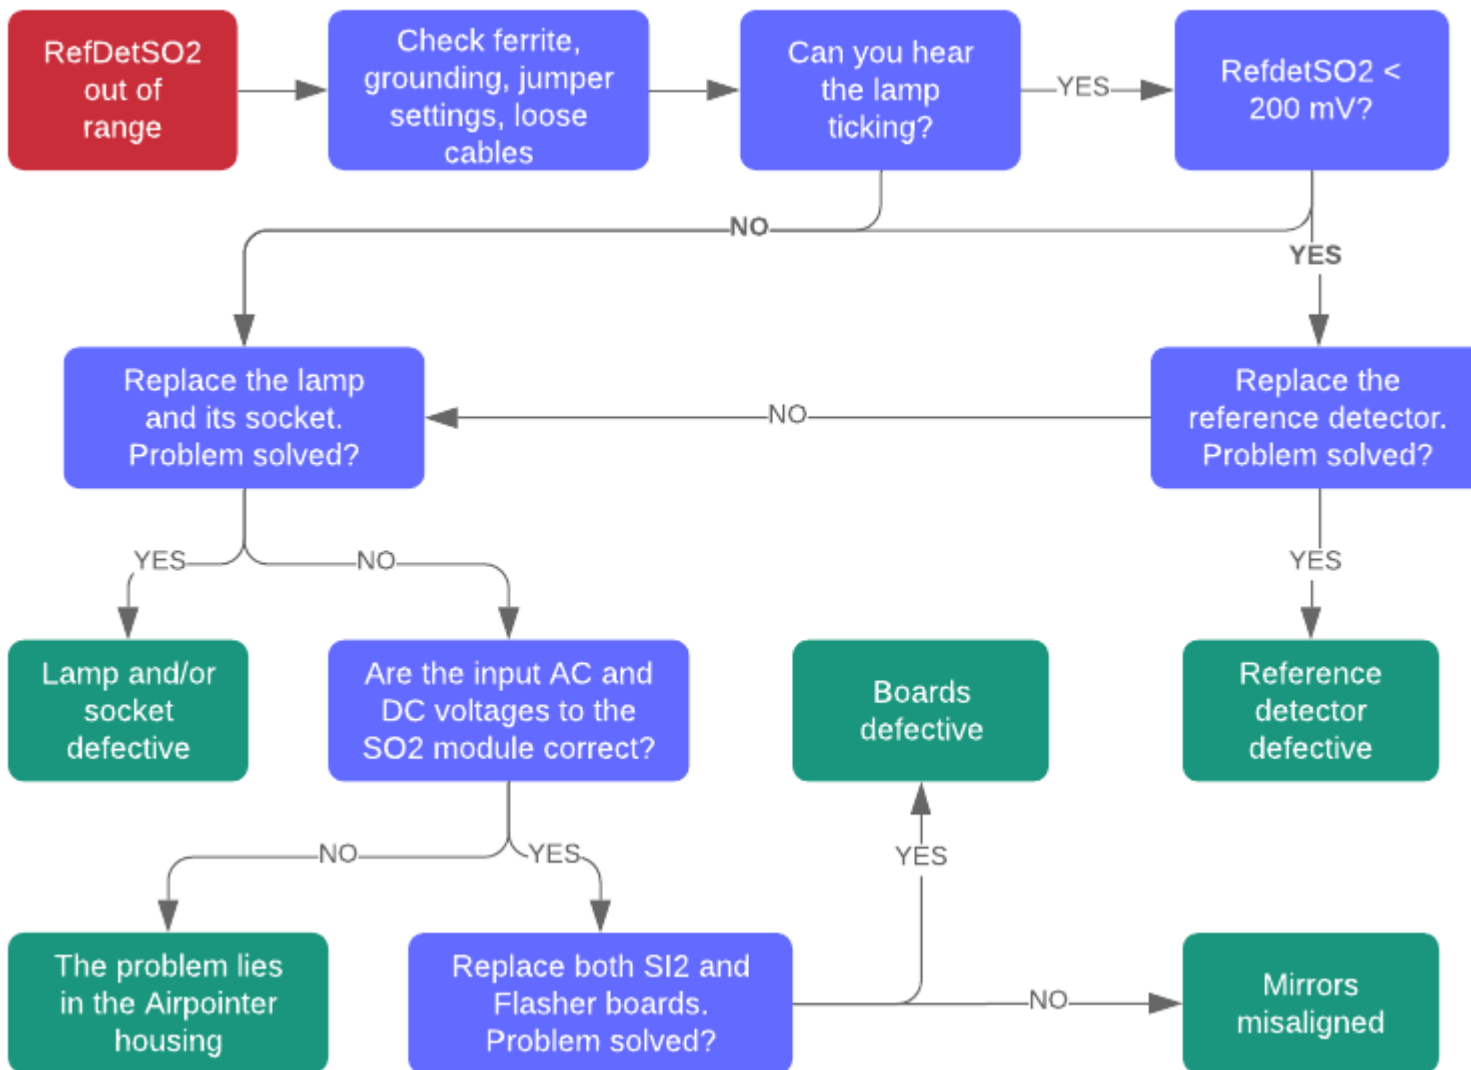 RefDetSO2
out of
range
Check ferrite,
grounding, jumper
settings, loose
cables
Can you hear
the lamp
ticking?
YES
RefdetSO2 <
200 mV?
NO
YES
Replace the lamp
and its socket.
Problem solved?
NO
Replace the
reference detector.
Problem solved?
YES
NO
YES
Lamp and/or
socket
defective
Are the input AC and
DC voltages to the
SO2 module correct?
Boards
defective
Reference
detector
defective
NO
YES
YES
The problem lies
in the Airpointer
housing
Replace both SI2 and
Flasher boards.
Problem solved?
NO
Mirrors
misaligned